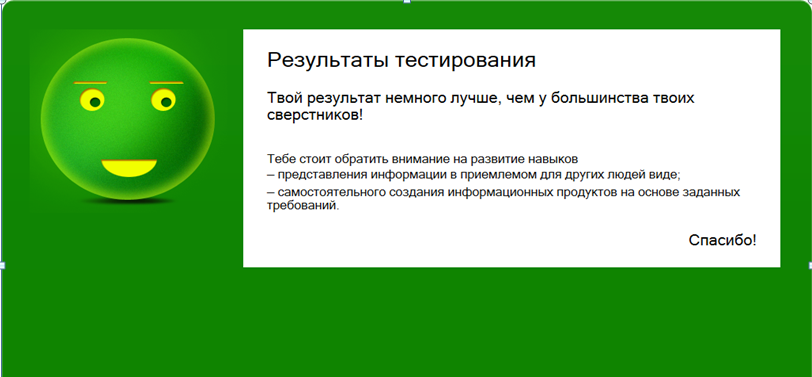 Результаты тестирования
Твой результат немного лучше, чем у большинства твоих
сверстников!
Тебе стоит обратить внимание на развитие навыков
– представления информации в приемлемом для других людей виде;
– самостоятельного создания информационных продуктов на основе заданных
требований.
Спасибо!